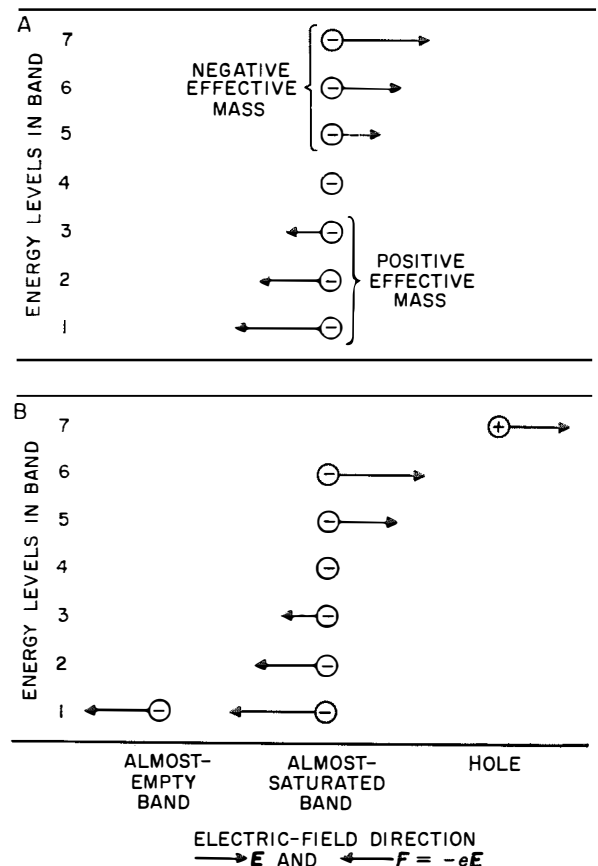 A
ENERGY LEVELS IN BAND
7
6
5
4
3
2
1
NEGATIVE
EFFECTIVE
MASS
POSITIVE
EFFECTIVE
MASS
B
ENERGY LEVELS IN BAND
7
6
5
4
3
2
1
ALMOST-
EMPTY
BAND
ALMOST-
SATURATED
BAND
HOLE
ELECTRIC-FIELD DIRECTION
E AND F = -eE